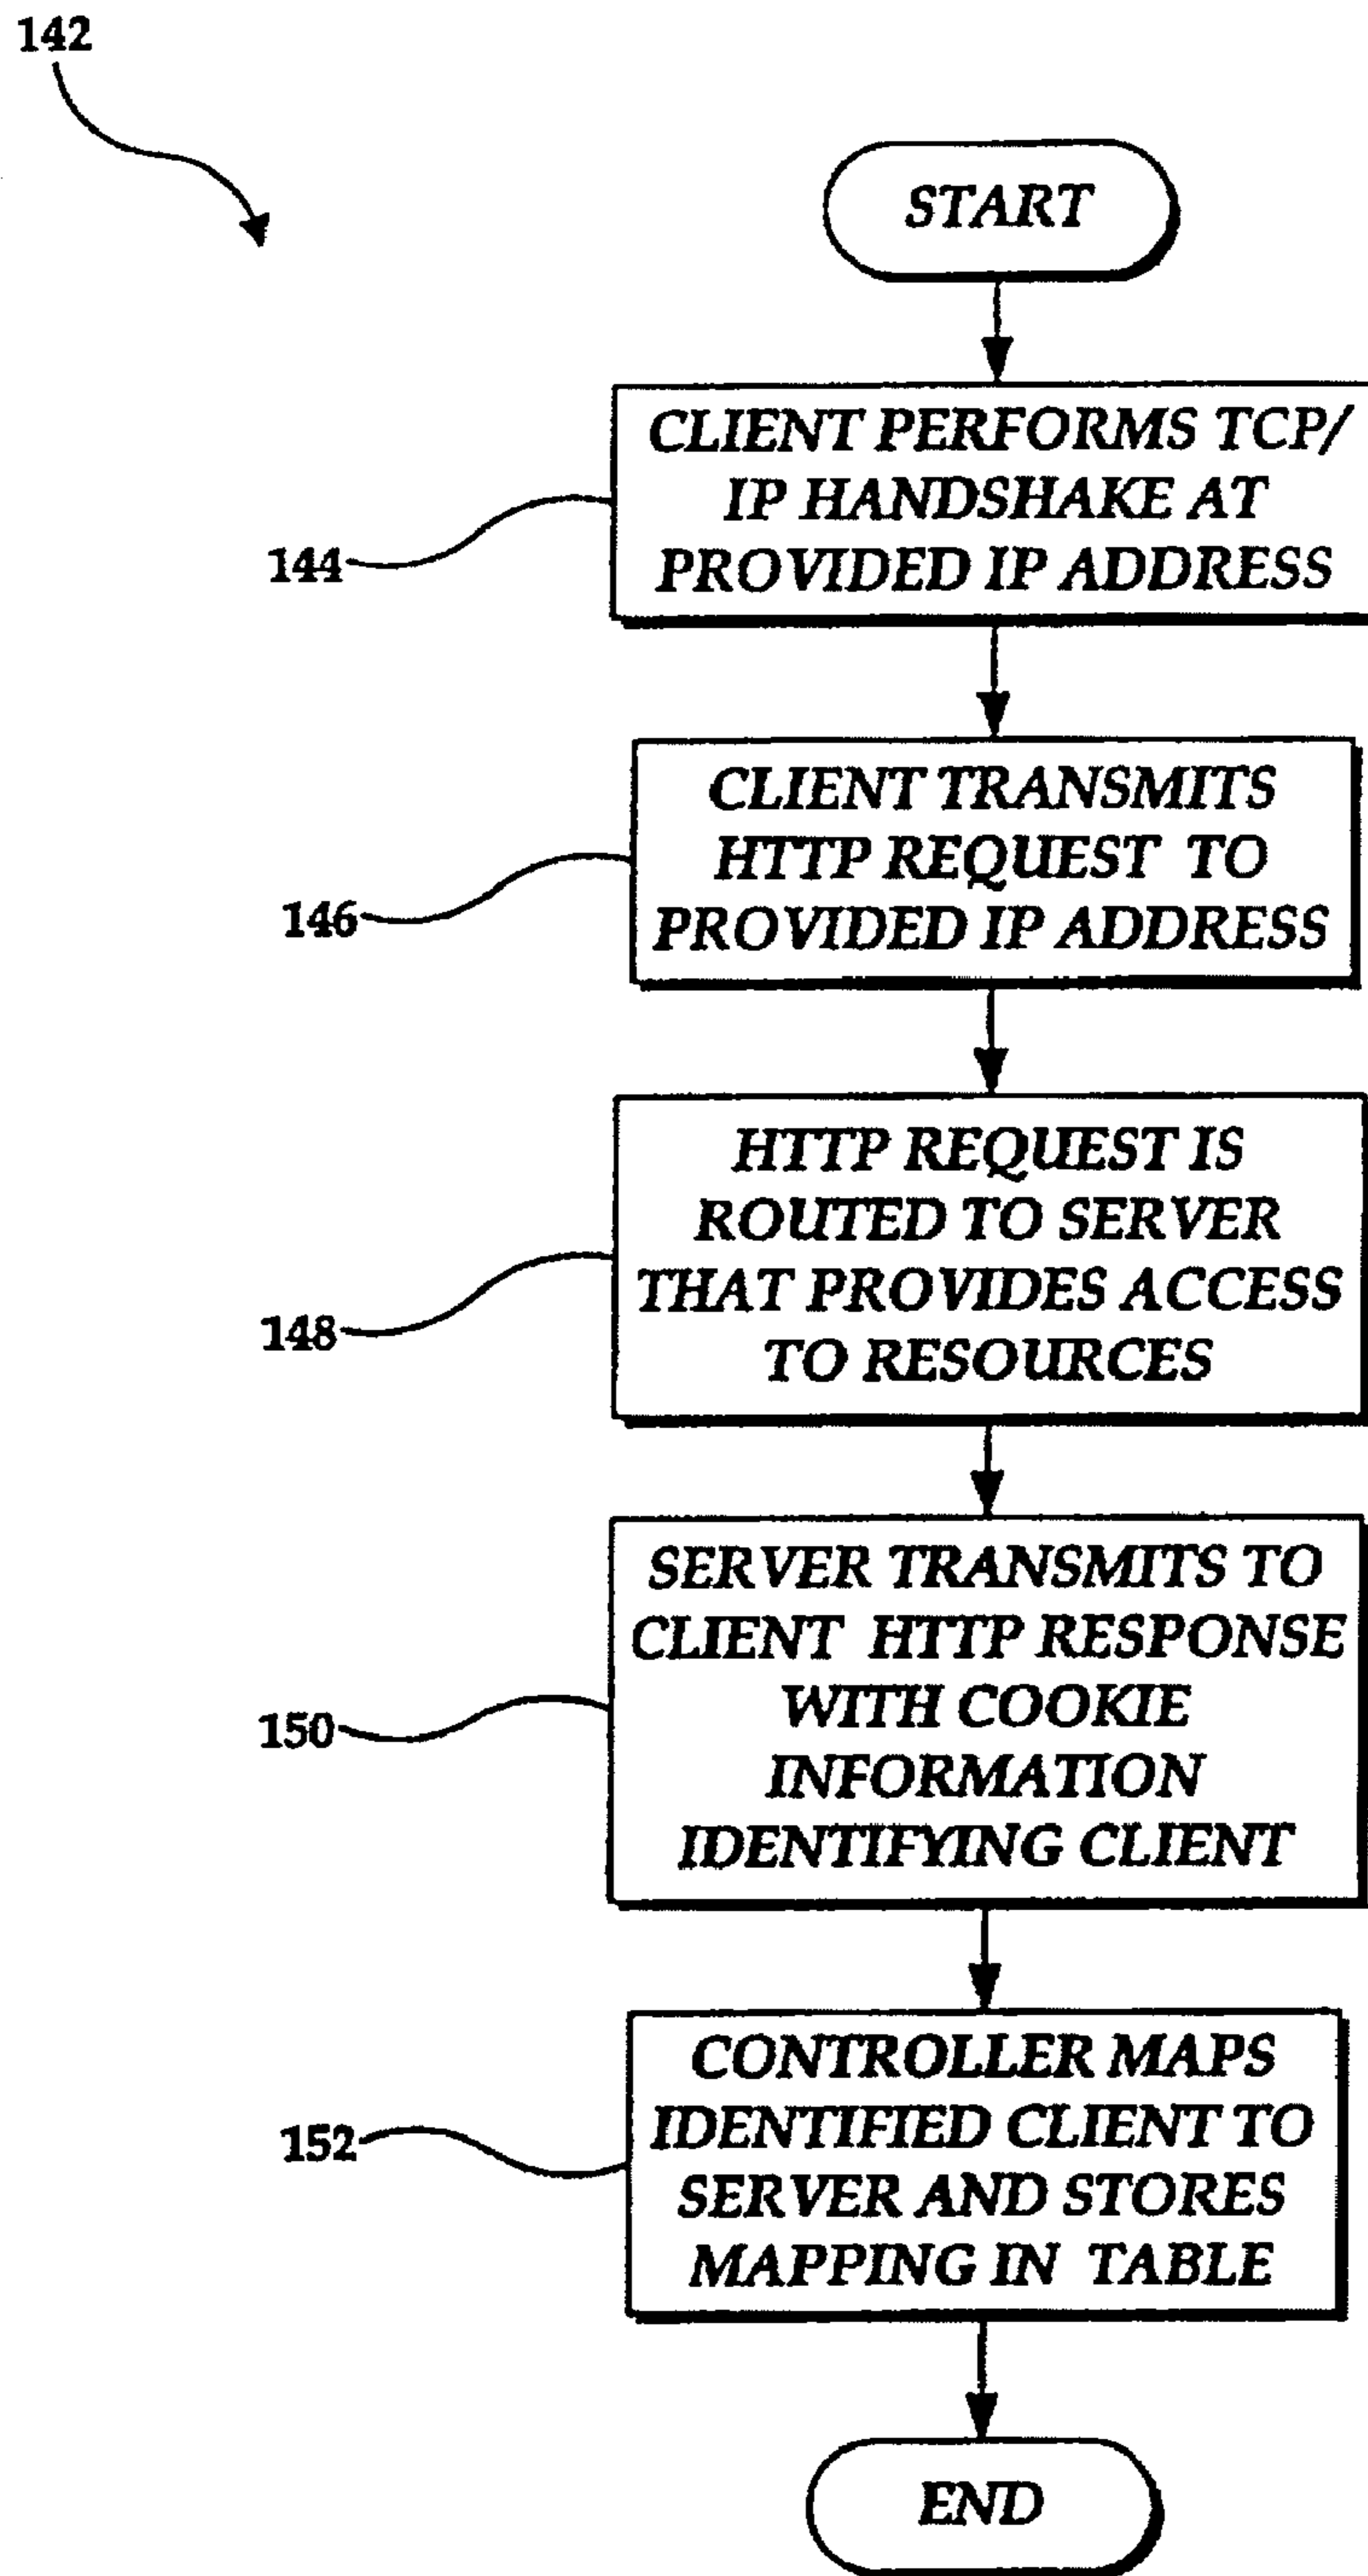 142
START
CLIENT PERFORMS TCP/
IP HANDSHAKE AT
PROVIDED IP ADDRESS
144
CLIENT TRANSMITS
HTTP REQUEST TO
PROVIDED IP ADDRESS
146
HTTP REQUEST IS
ROUTED TO SERVER
THAT PROVIDES ACCESS
TO RESOURCES
148
SERVER TRANSMITS TO
CLIENT HTTP RESPONSE
WITH COOKIE
INFORMATION
IDENTIFYING CLIENT
150
CONTROLLER MAPS
IDENTIFIED CLIENT TO
SERVER AND STORES
MAPPING IN TABLE
152
END